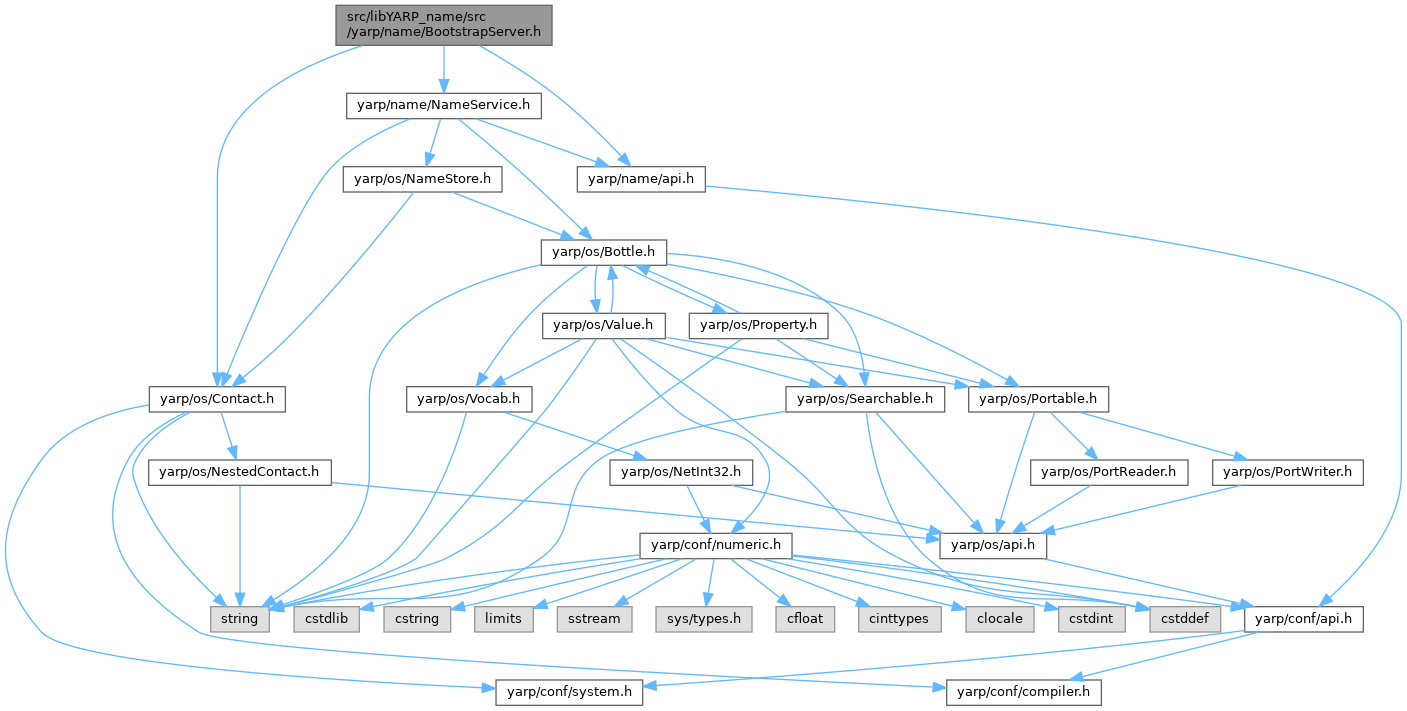 src/libYARP_name/src
/yarp/name/BootstrapServer.h
yarp/name/NameService.h
yarp/os/NameStore.h
yarp/name/api.h
yarp/os/Bottle.h
yarp/os/Value.h
yarp/os/Property.h
yarp/os/Contact.h
yarp/os/Vocab.h
yarp/os/Searchable.h
yarp/os/Portable.h
yarp/os/NestedContact.h
yarp/os/NetInt32.h
yarp/os/PortReader.h
yarp/os/PortWriter.h
yarp/conf/numeric.h
yarp/os/api.h
string
cstdlib
cstring
limits
sstream
sys/types.h
cfloat
cinttypes
clocale
cstdint
cstddef
yarp/conf/api.h
yarp/conf/system.h
yarp/conf/compiler.h